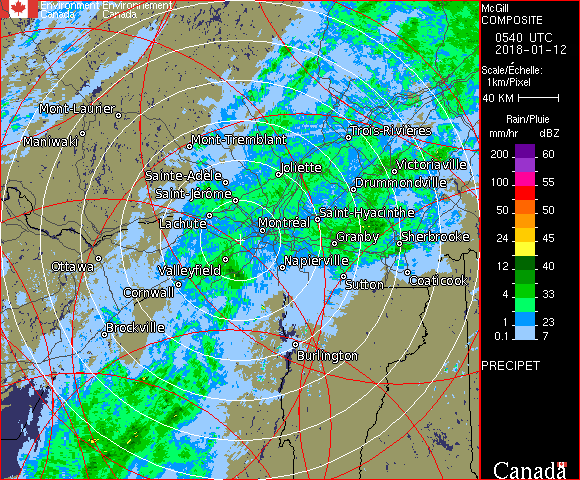 Environment Environnement
Canada Canada
McGill
COMPOSITE
0540 UTC
2018-01-12
Scale/Échelle:
1km/Pixel
40 KM
Rain/Pluie
mm/hr dBZ
200 60
100 55
50 50
24 45
12 40
4 33
1 23
0.1 7
PRECIPET
Mont-Laurier
Maniwaki
Mont-Tremblant
Trois-Rivières
Sainte-Adèle
Joliette
Victoriaville
Saint-Jérôme
Drummondville
Lachute
Montréal
Saint-Hyacinthe
Granby
Sherbrooke
Ottawa
Valleyfield
Napierville
Cornwall
Sutton
Coaticook
Brockville
Burlington
Canada